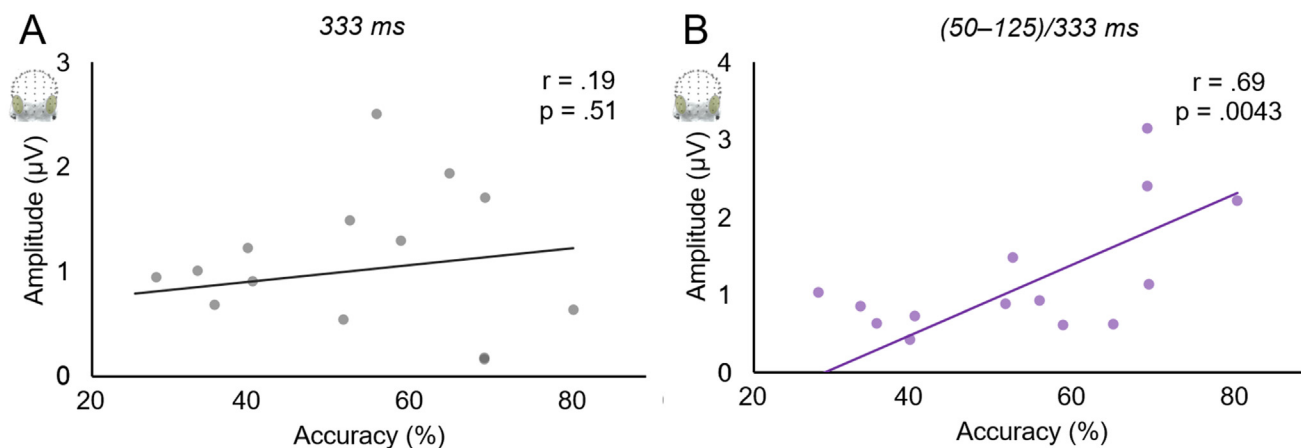 A
333 ms
r = .19
p = .51
Amplitude (µV)
3
2
1
0
20 40 60 80
Accuracy (%)
B
(50–125)/333 ms
r = .69
p = .0043
Amplitude (µV)
4
3
2
1
0
20 40 60 80
Accuracy (%)